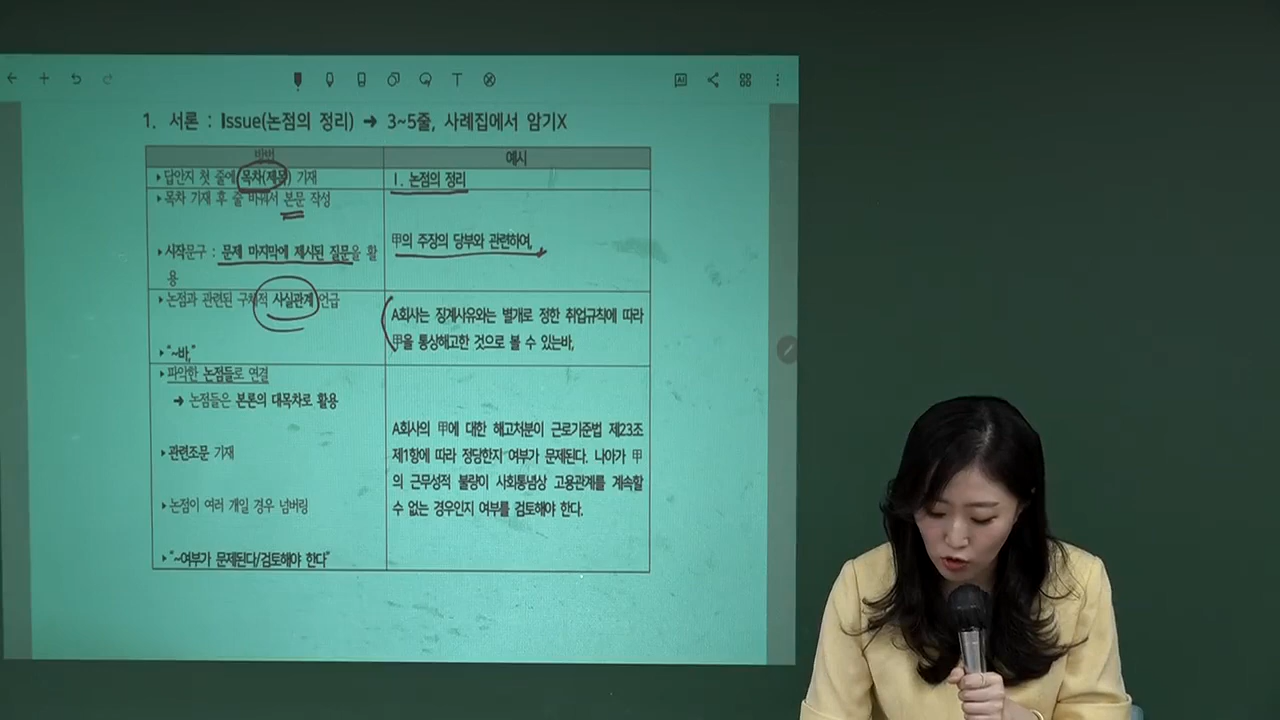 1. 서론 : Issue(논점의 정리) → 3~5줄, 사례집에서 암기X
방법
예시
▸답안지 첫 줄에 목차(제목) 기재
Ⅰ. 논점의 정리
▸목차 기재 후 줄 바꿔서 본문 작성
▸시작문구 : 문제 마지막에 제시된 질문을 활
용
甲의 주장의 당부와 관련하여,
▸논점과 관련된 구체적 사실관계 언급
▸"~바,"
A회사는 징계사유와는 별개로 정한 취업규칙에 따라
甲을 통상해고한 것으로 볼 수 있는바,
▸파악한 논점들로 연결
→ 논점들은 본론의 대목차로 활용
▸관련조문 기재
▸논점이 여러 개일 경우 넘버링
▸"~여부가 문제된다/검토해야 한다"
A회사의 甲에 대한 해고처분이 근로기준법 제23조
제1항에 따라 정당한지 여부가 문제된다. 나아가 甲
의 근무성적 불량이 사회통념상 고용관계를 계속할
수 없는 경우인지 여부를 검토해야 한다.